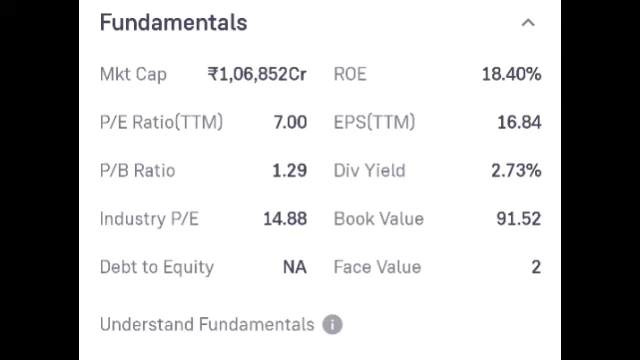 Fundamentals
Mkt Cap ₹1,06,852Cr ROE 18.40%
P/E Ratio(TTM) 7.00 EPS(TTM) 16.84
P/B Ratio 1.29 Div Yield 2.73%
Industry P/E 14.88 Book Value 91.52
Debt to Equity NA Face Value 2
Understand Fundamentals